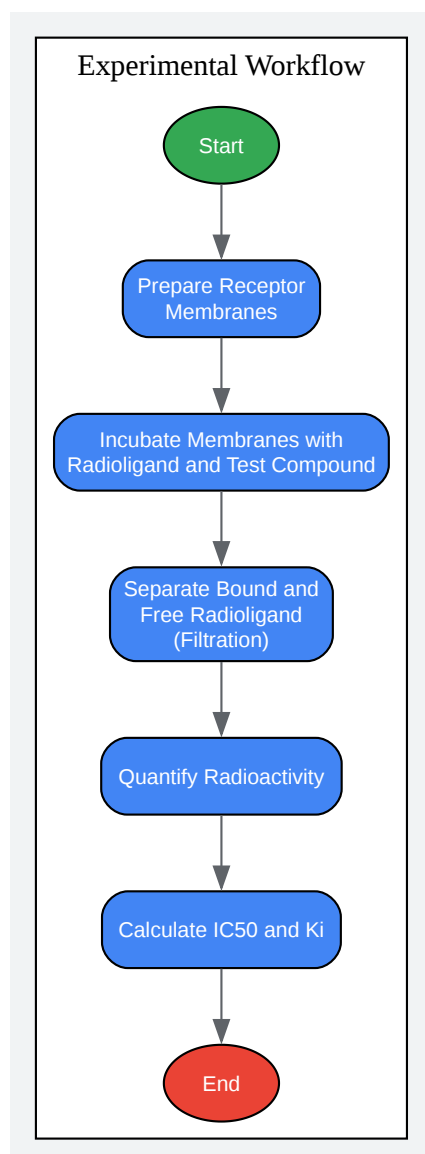 Experimental Workflow
Start
Prepare Receptor
Membranes
Incubate Membranes with
Radioligand and Test Compound
Separate Bound and
Free Radioligand
(Filtration)
Quantify Radioactivity
Calculate IC50 and Ki
End